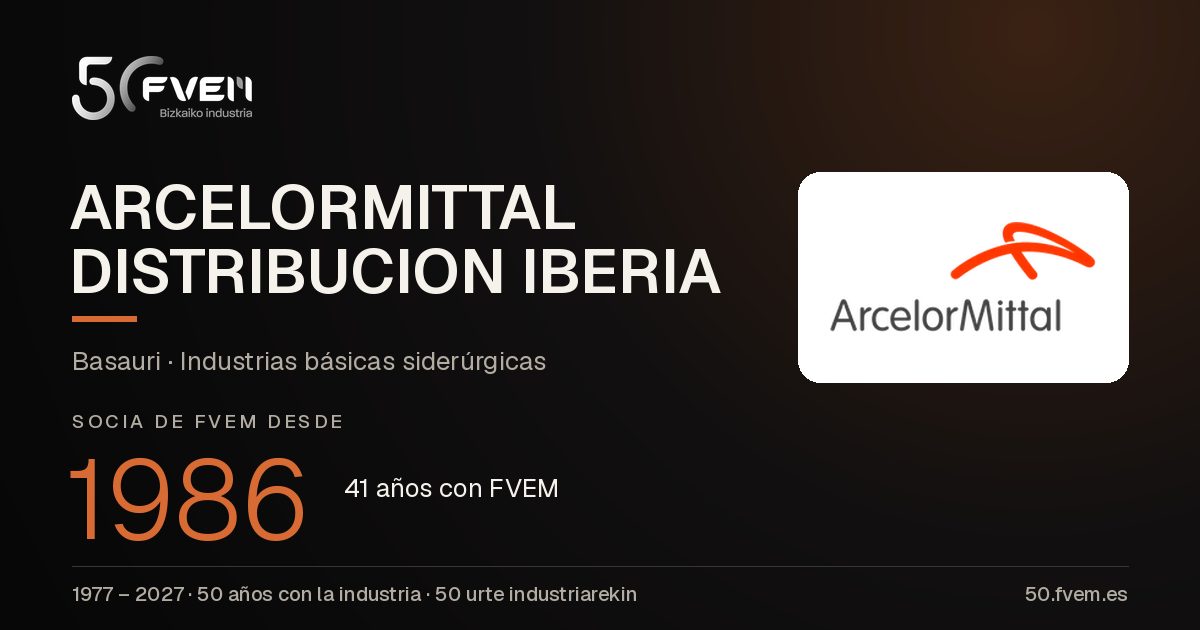 50 FVEM
Bizkaiko industria
ARCELORMITTAL
DISTRIBUCION IBERIA
ArcelorMittal
Basauri · Industrias básicas siderúrgicas
SOCIA DE FVEM DESDE
1986
41 años con FVEM
1977 – 2027 · 50 años con la industria · 50 urte industriarekin
50.fvem.es